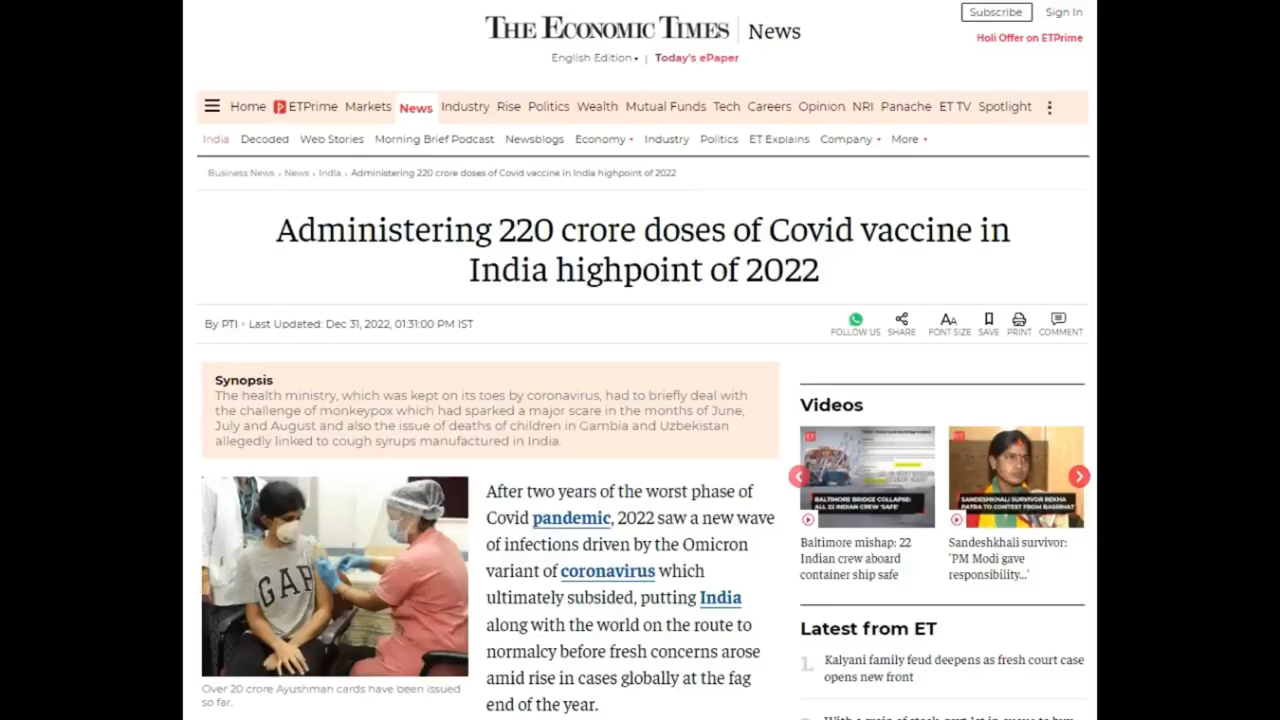 THE ECONOMIC TIMES | News
Subscribe Sign In
Holi Offer on ETPrime
English Edition | Today's ePaper
Home ETPrime Markets News Industry Rise Politics Wealth Mutual Funds Tech Careers Opinion NRI Panache ET TV Spotlight
India Decoded Web Stories Morning Brief Podcast Newsblogs Economy Industry Politics ET Explains Company More
Business News › News › India › Administering 220 crore doses of Covid vaccine in India highpoint of 2022
Administering 220 crore doses of Covid vaccine in
India highpoint of 2022
By PTI • Last Updated: Dec 31, 2022, 01:31:00 PM IST
FOLLOW US SHARE FONT SIZE SAVE PRINT COMMENT
Synopsis
The health ministry, which was kept on its toes by coronavirus, had to briefly deal with
the challenge of monkeypox which had sparked a major scare in the months of June,
July and August and also the issue of deaths of children in Gambia and Uzbekistan
allegedly linked to cough syrups manufactured in India.
GAP
Over 20 crore Ayushman cards have been issued
so far.
After two years of the worst phase of
Covid pandemic, 2022 saw a new wave
of infections driven by the Omicron
variant of coronavirus which
ultimately subsided, putting India
along with the world on the route to
normalcy before fresh concerns arose
amid rise in cases globally at the fag
end of the year.
Videos
BALTIMORE BRIDGE COLLAPSE:
ALL 22 INDIAN CREW 'SAFE'
Baltimore mishap: 22
Indian crew aboard
container ship safe
SANDESHKHALI SURVIVOR REKHA
PATRA TO CONTEST FROM BASIRHAT
Sandeshkhali survivor:
'PM Modi gave
responsibility...'
Latest from ET
1. Kalyani family feud deepens as fresh court case
opens new front